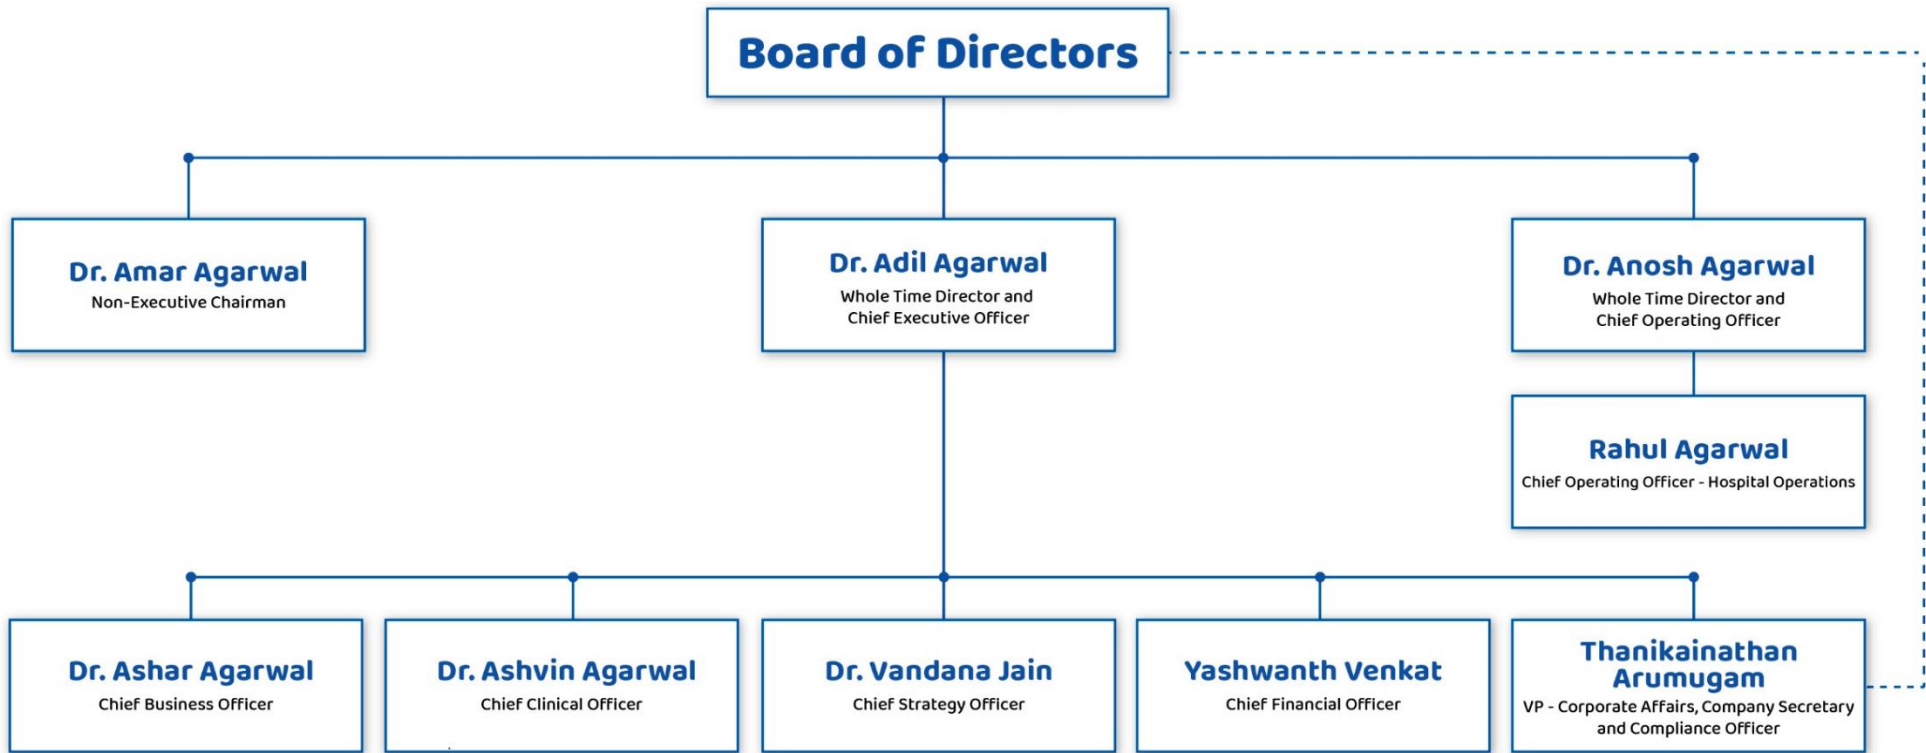 Board of Directors
Dr. Amar Agarwal
Non-Executive Chairman
Dr. Adil Agarwal
Whole Time Director and
Chief Executive Officer
Dr. Anosh Agarwal
Whole Time Director and
Chief Operating Officer
Rahul Agarwal
Chief Operating Officer - Hospital Operations
Dr. Ashar Agarwal
Chief Business Officer
Dr. Ashvin Agarwal
Chief Clinical Officer
Dr. Vandana Jain
Chief Strategy Officer
Yashwanth Venkat
Chief Financial Officer
Thanikainathan
Arumugam
VP - Corporate Affairs, Company Secretary
and Compliance Officer